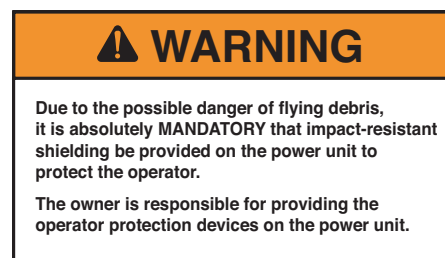 WARNING
Due to the possible danger of flying debris,
it is absolutely MANDATORY that impact-resistant
shielding be provided on the power unit to
protect the operator.
The owner is responsible for providing the
operator protection devices on the power unit.